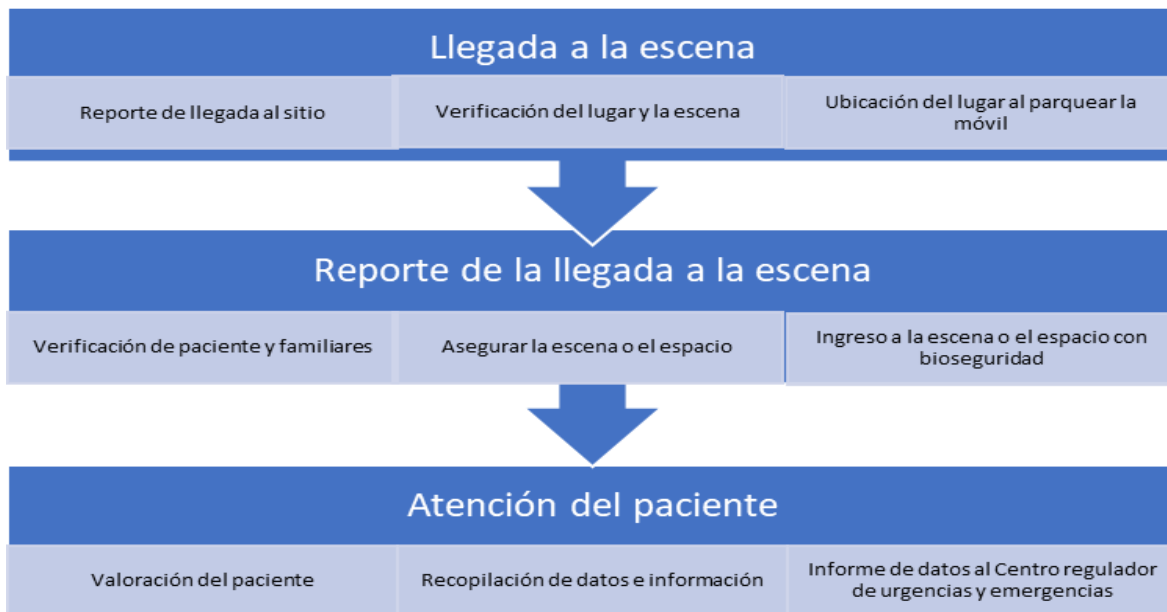 Llegada a la escena
Reporte de llegada al sitio
Verificación del lugar y la escena
Ubicación del lugar al parquear la
móvil
Reporte de la llegada a la escena
Verificación de paciente y familiares
Asegurar la escena o el espacio
Ingreso a la escena o el espacio con
bioseguridad
Atención del paciente
Valoración del paciente
Recopilación de datos e información
Informe de datos al Centro regulador
de urgencias y emergencias